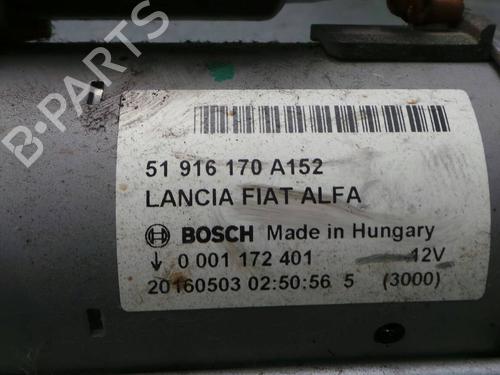 B-PARTS
51 916 170 A152
LANCIA FIAT ALFA
BOSCH Made in Hungary
↓ 0 001 172 401 12V
20160503 02:50:56 5 (3000)